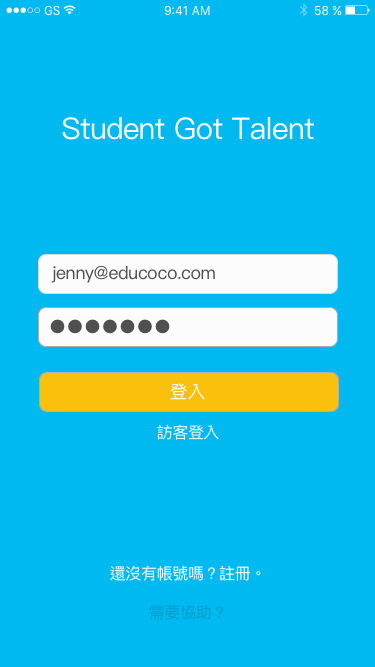 GS 9:41 AM 58 %
Student Got Talent
jenny@educoco.com
登入
訪客登入
還沒有帳號嗎？註冊。
需要協助？